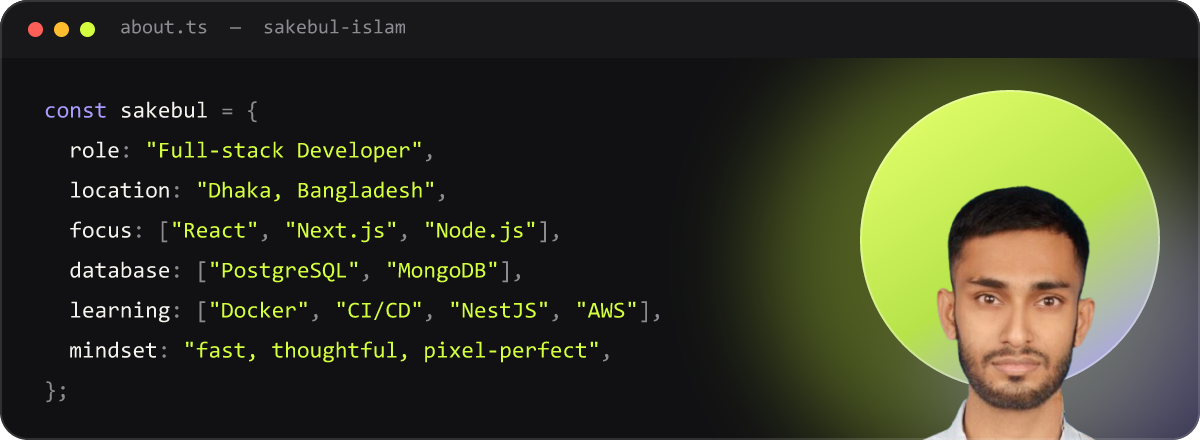 about.ts — sakebul-islam
const sakebul = {
role: "Full-stack Developer",
location: "Dhaka, Bangladesh",
focus: ["React", "Next.js", "Node.js"],
database: ["PostgreSQL", "MongoDB"],
learning: ["Docker", "CI/CD", "NestJS", "AWS"],
mindset: "fast, thoughtful, pixel-perfect",
};